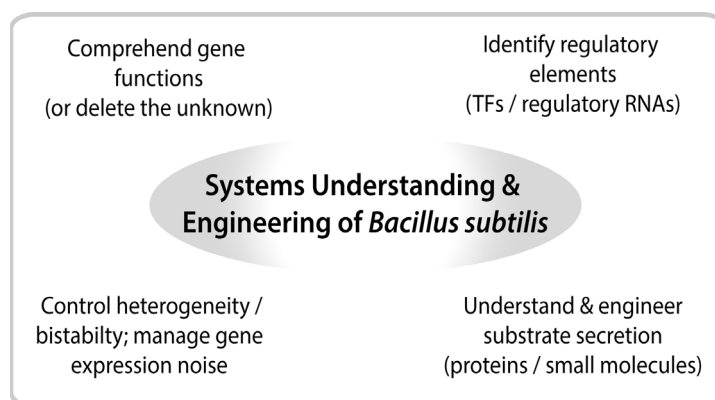 Comprehend gene
functions
(or delete the unknown)
Identify regulatory
elements
(TFs / regulatory RNAs)
Systems Understanding &
Engineering of Bacillus subtilis
Control heterogeneity /
bistabilty; manage gene
expression noise
Understand & engineer
substrate secretion
(proteins / small molecules)